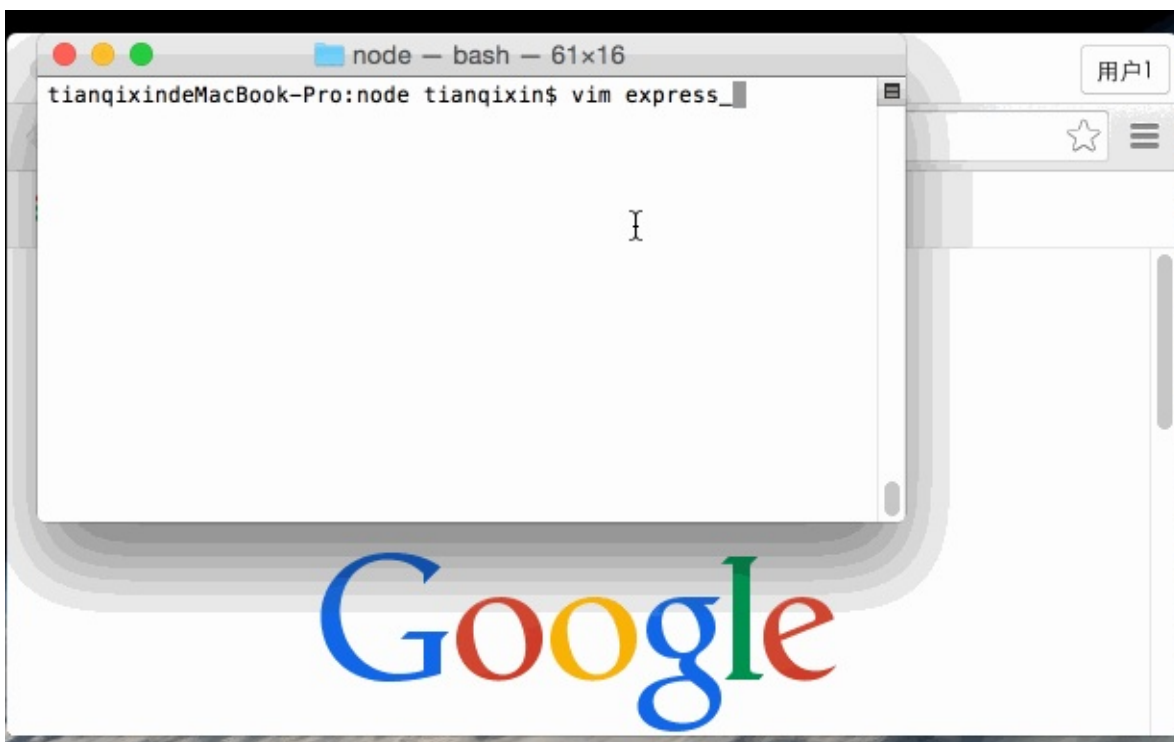 node — bash — 61×16
用户1
tianqixindeMacBook-Pro:node tianqixin$ vim express_
Google